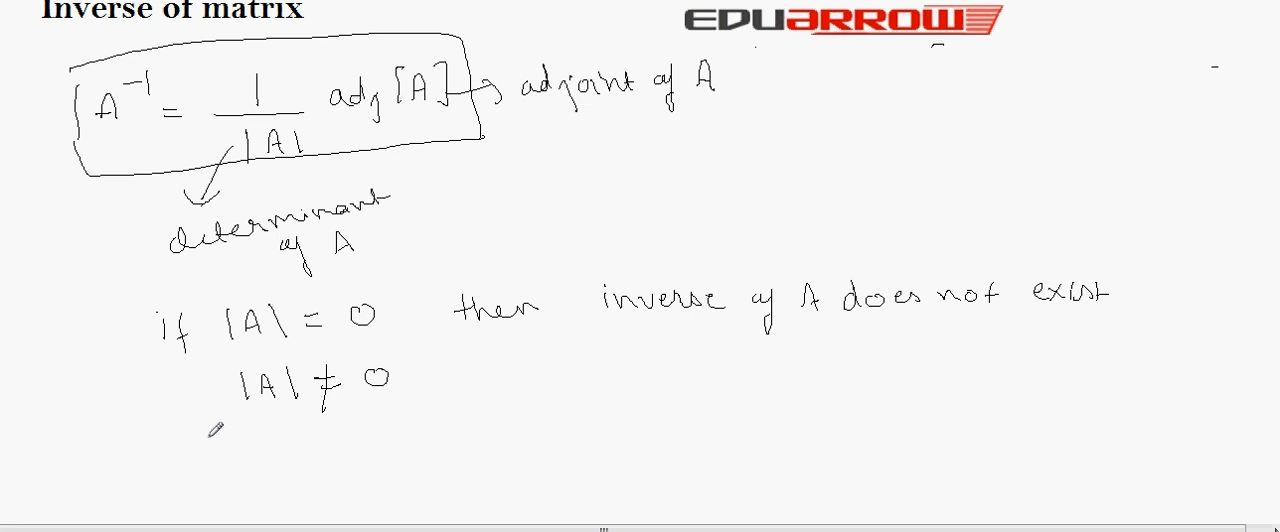 Inverse of matrix
EDUARROW
A⁻¹ = 1/|A| adj [A] → adjoint of A
determinant
of A
if |A| = 0 then inverse of A does not exist
|A| ≠ 0